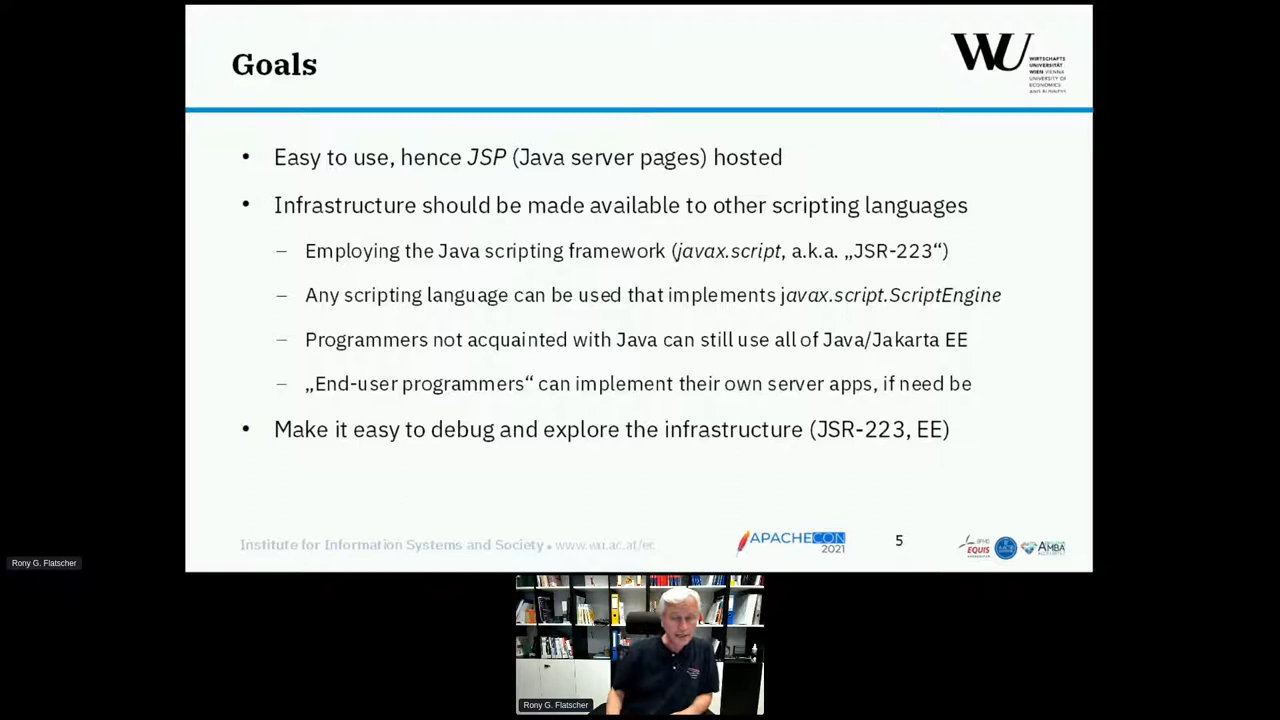 Goals
WU
WIRTSCHAFTS
UNIVERSITÄT
WIEN VIENNA
UNIVERSITY OF
ECONOMICS
AND BUSINESS
• Easy to use, hence JSP (Java server pages) hosted
• Infrastructure should be made available to other scripting languages
– Employing the Java scripting framework (javax.script, a.k.a. „JSR-223“)
– Any scripting language can be used that implements javax.script.ScriptEngine
– Programmers not acquainted with Java can still use all of Java/Jakarta EE
– „End-user programmers“ can implement their own server apps, if need be
• Make it easy to debug and explore the infrastructure (JSR-223, EE)
Institute for Information Systems and Society • www.wu.ac.at/ec
APACHECON
2021
5
EQUIS
AMBA
Rony G. Flatscher
Rony G. Flatscher